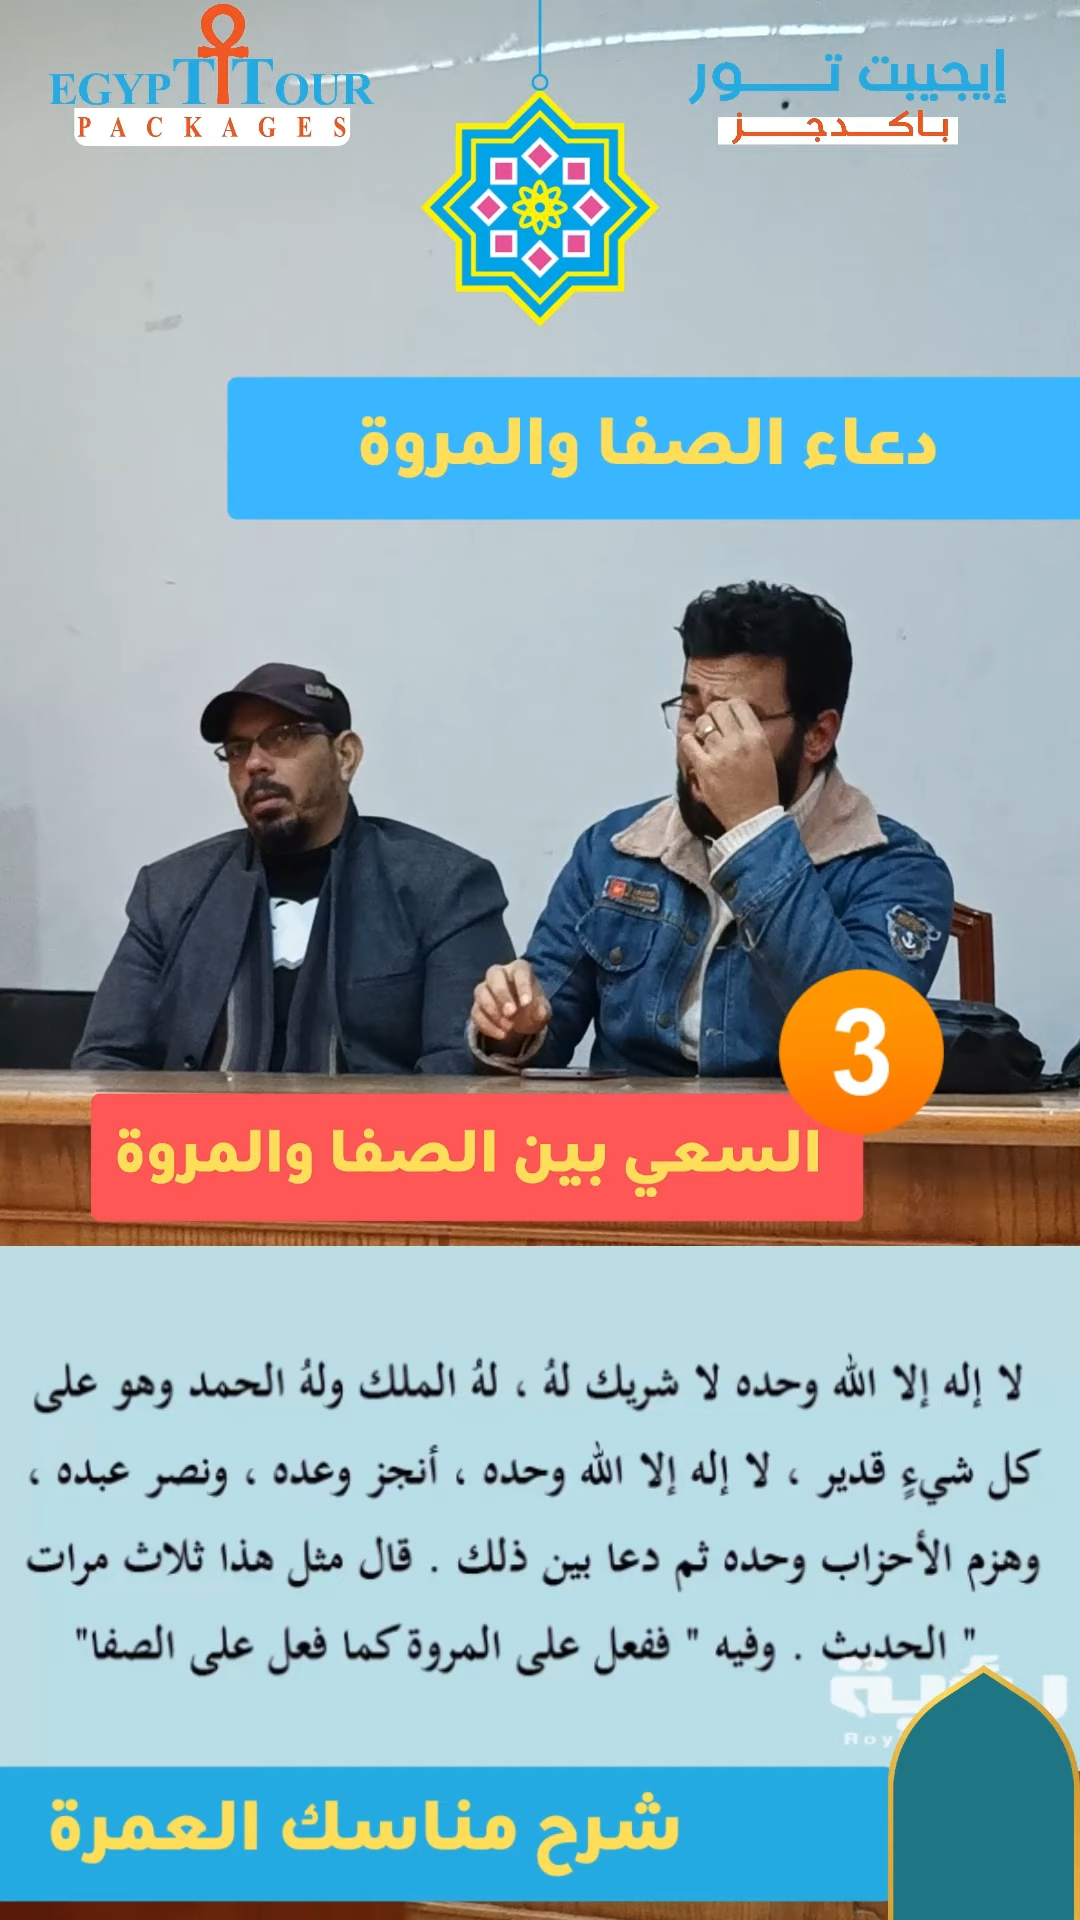 EGYPT TOUR
PACKAGES
إيجيبت تور
باكدجز
دعاء الصفا والمروة
3
السعي بين الصفا والمروة
لا إله إلا الله وحده لا شريك لهُ ، لهُ الملك ولهُ الحمد وهو على
كل شيءٍ قدير ، لا إله إلا الله وحده ، أنجز وعده ، ونصر عبده ،
وهزم الأحزاب وحده ثم دعا بين ذلك . قال مثل هذا ثلاث مرات
" الحديث . وفيه " ففعل على المروة كما فعل على الصفا"
شرح مناسك العمرة